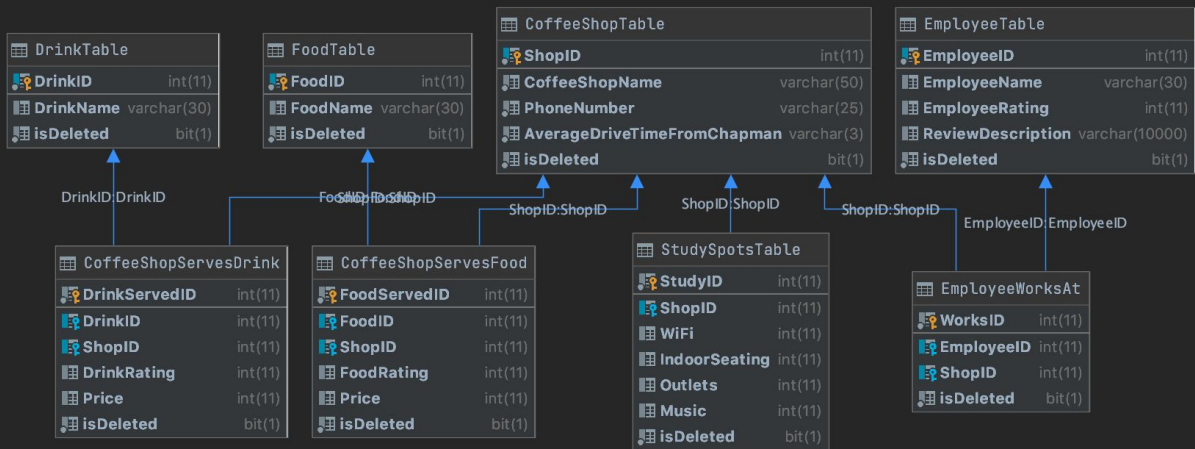 DrinkTable
DrinkID int(11)
DrinkName varchar(30)
isDeleted bit(1)
FoodTable
FoodID int(11)
FoodName varchar(30)
isDeleted bit(1)
CoffeeShopTable
ShopID int(11)
CoffeeShopName varchar(50)
PhoneNumber varchar(25)
AverageDriveTimeFromChapman varchar(3)
isDeleted bit(1)
EmployeeTable
EmployeeID int(11)
EmployeeName varchar(30)
EmployeeRating int(11)
ReviewDescription varchar(10000)
isDeleted bit(1)
DrinkID:DrinkID
FoodID:FoodID
ShopID:ShopID
ShopID:ShopID
ShopID:ShopID
ShopID:ShopID
EmployeeID:EmployeeID
CoffeeShopServesDrink
DrinkServedID int(11)
DrinkID int(11)
ShopID int(11)
DrinkRating int(11)
Price int(11)
isDeleted bit(1)
CoffeeShopServesFood
FoodServedID int(11)
FoodID int(11)
ShopID int(11)
FoodRating int(11)
Price int(11)
isDeleted bit(1)
StudySpotsTable
StudyID int(11)
ShopID int(11)
WiFi int(11)
IndoorSeating int(11)
Outlets int(11)
Music int(11)
isDeleted bit(1)
EmployeeWorksAt
WorksID int(11)
EmployeeID int(11)
ShopID int(11)
isDeleted bit(1)